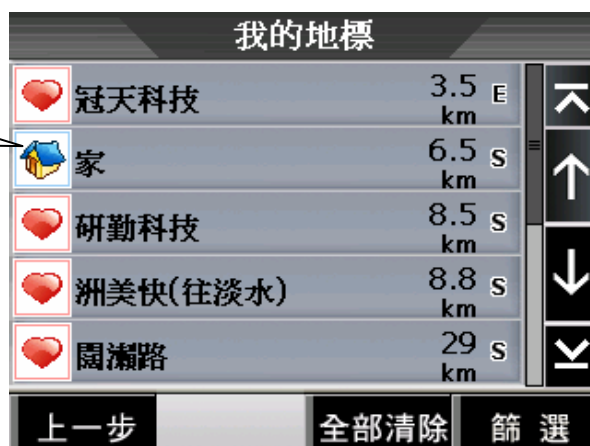 我的地標
冠天科技 3.5 km E
家 6.5 km S
研勤科技 8.5 km S
洲美快(往淡水) 8.8 km S
闊瀨路 29 km S
上一步 全部清除 篩 選